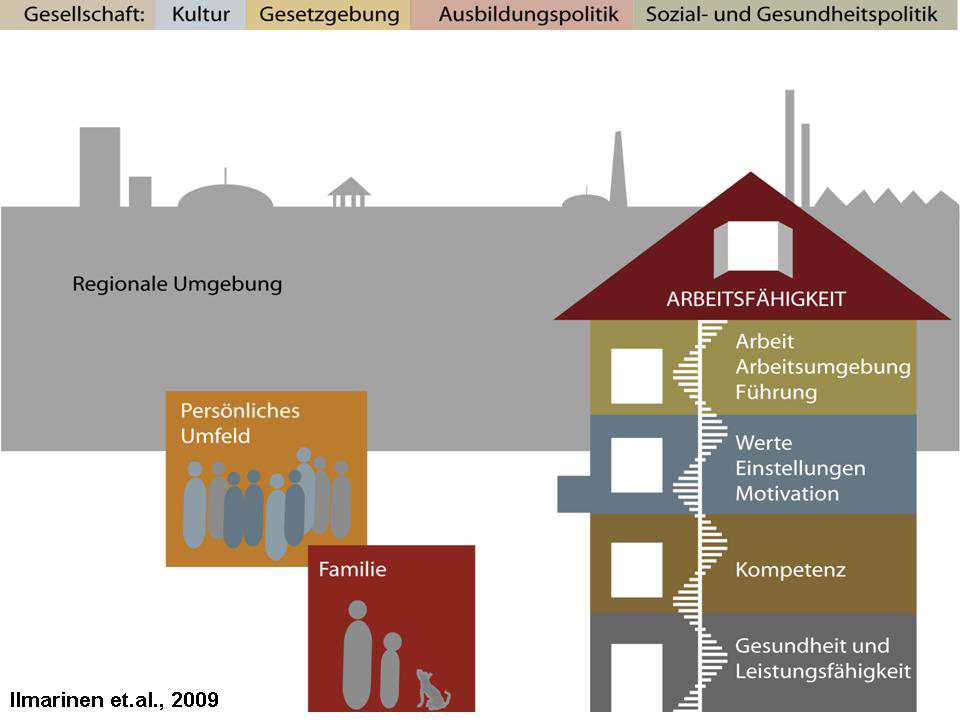 Gesellschaft: Kultur Gesetzgebung Ausbildungspolitik Sozial- und Gesundheitspolitik
Regionale Umgebung
ARBEITSFÄHIGKEIT
Arbeit
Arbeitsumgebung
Führung
Persönliches
Umfeld
Werte
Einstellungen
Motivation
Familie
Kompetenz
Gesundheit und
Leistungsfähigkeit
Ilmarinen et.al., 2009